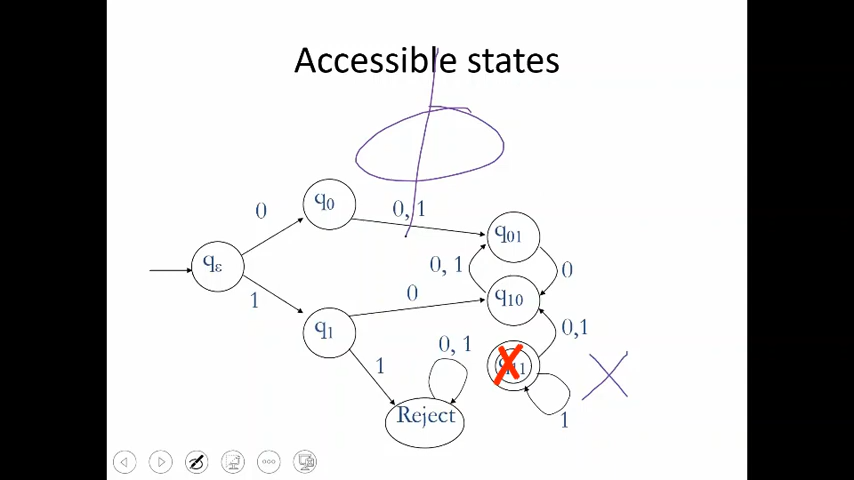 Accessible states
q0
0
0, 1
q01
qε
0, 1
0
1
0
q10
q1
0,1
0, 1
1
Reject
1